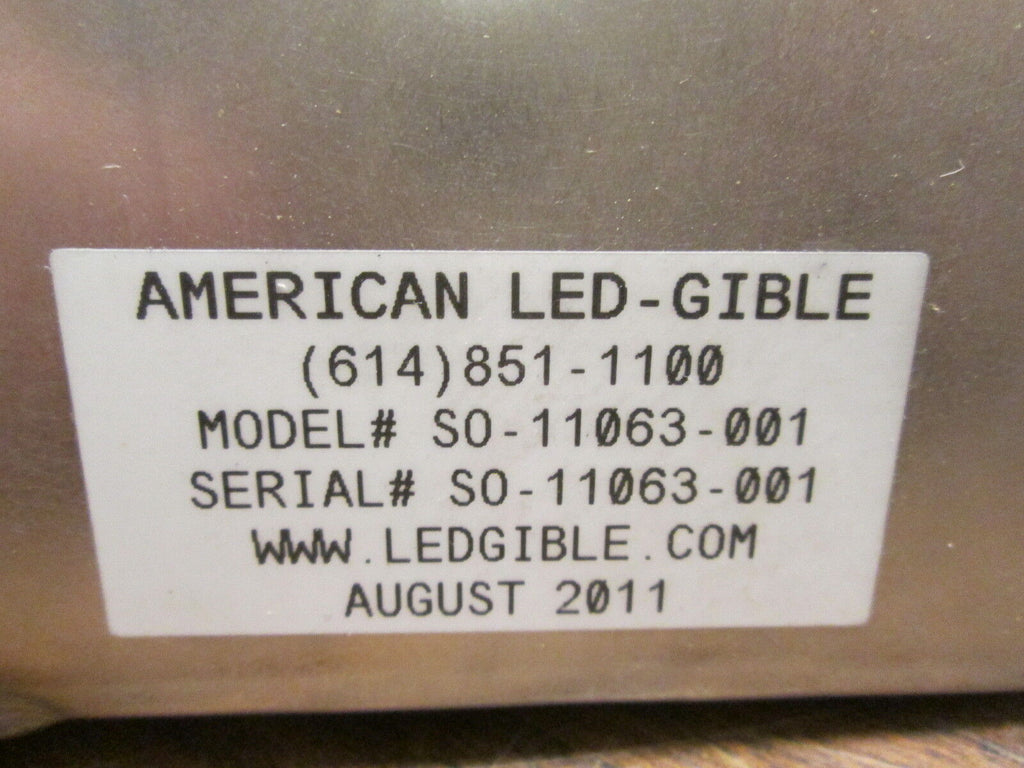 AMERICAN LED-GIBLE
(614)851-1100
MODEL# SO-11063-001
SERIAL# SO-11063-001
WWW.LEDGIBLE.COM
AUGUST 2011